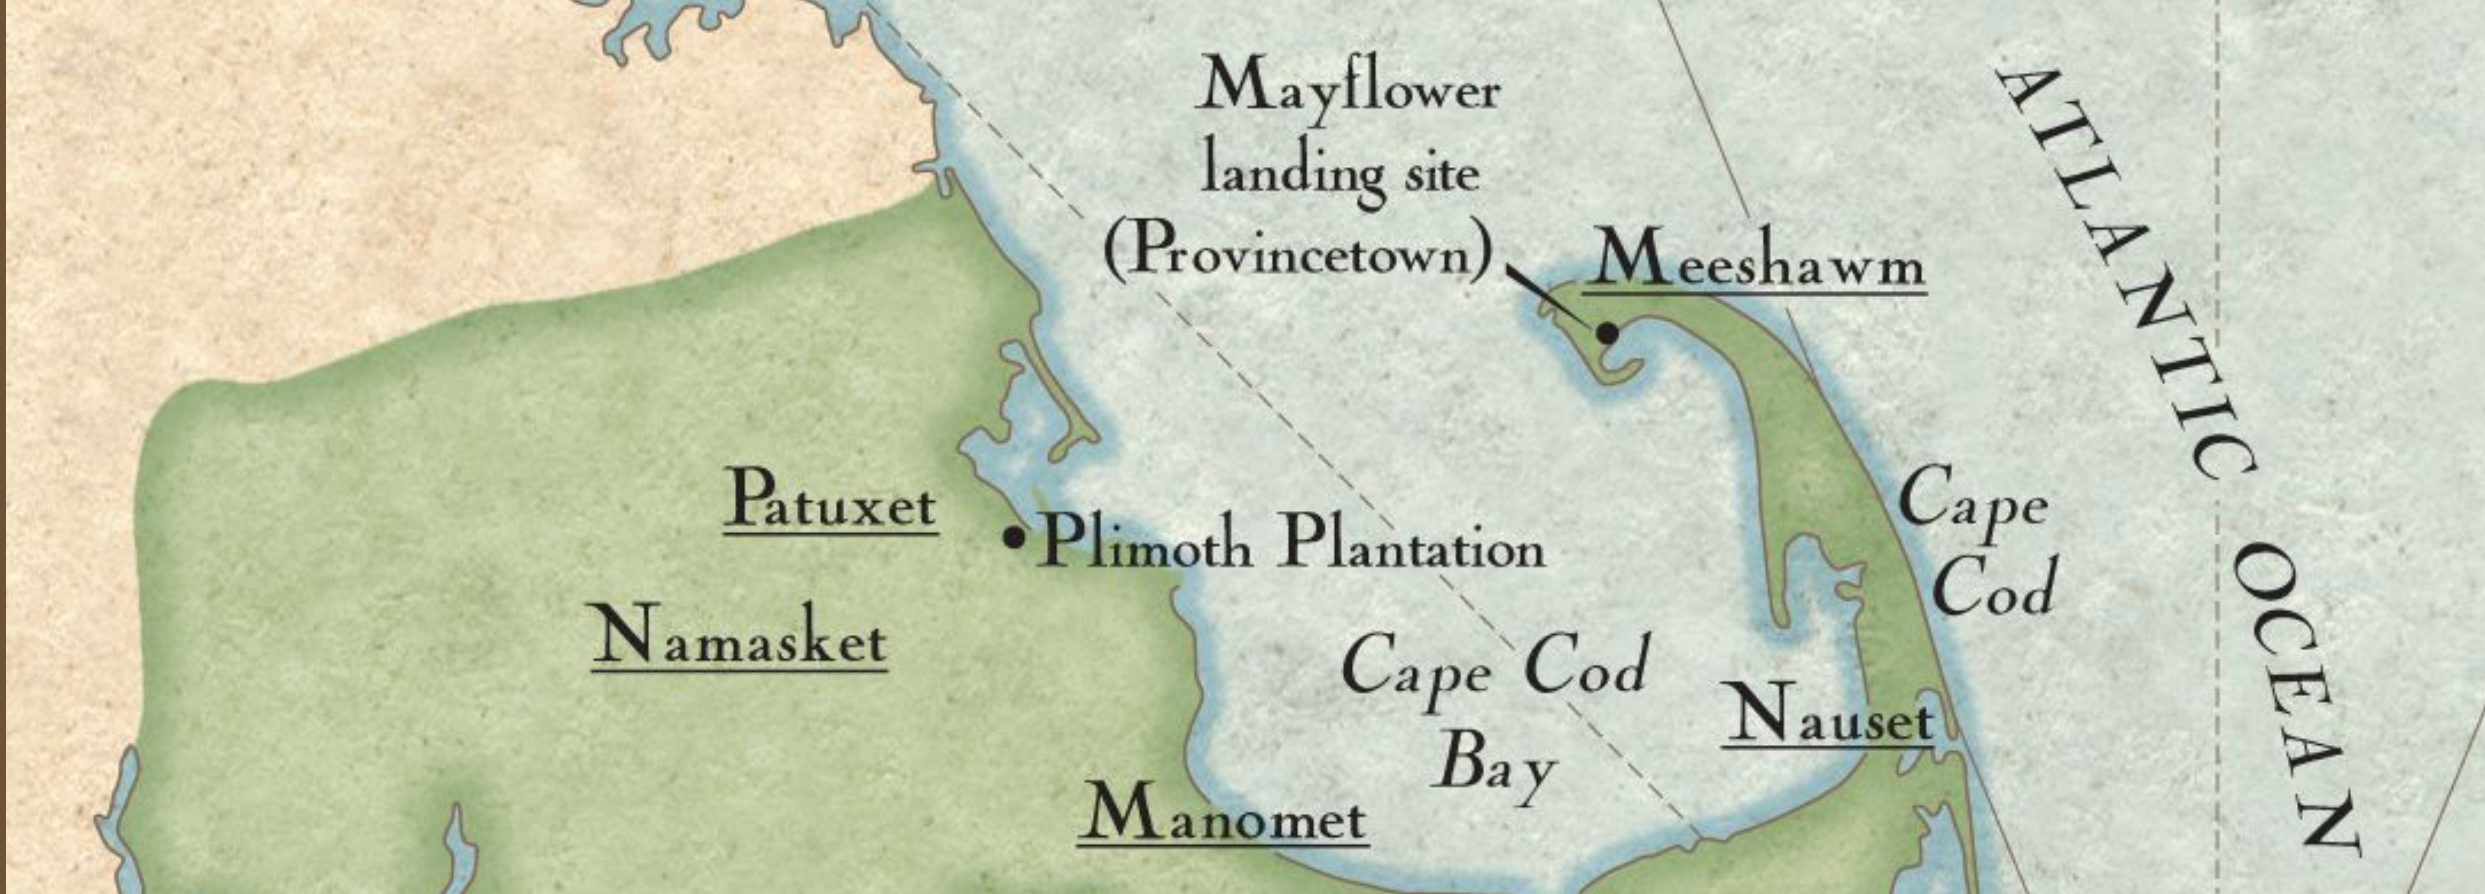 Mayflower
landing site
(Provincetown)
Meeshawm
ATLANTIC OCEAN
Patuxet
Plimoth Plantation
Cape
Cod
Namasket
Cape Cod
Bay
Nauset
Manomet